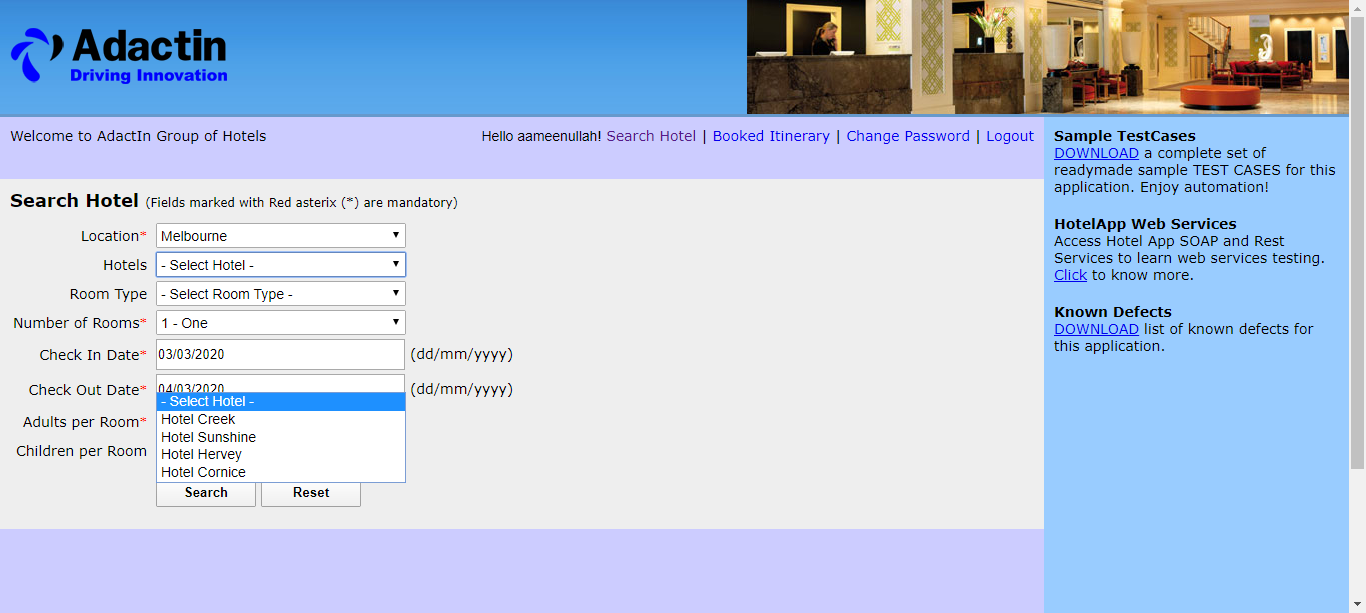 Adactin
Driving Innovation
Welcome to AdactIn Group of Hotels
Hello aameenullah! Search Hotel | Booked Itinerary | Change Password | Logout
Search Hotel (Fields marked with Red asterix (*) are mandatory)
Location* Melbourne
Hotels - Select Hotel -
Room Type - Select Room Type -
Number of Rooms* 1 - One
Check In Date* 03/03/2020 (dd/mm/yyyy)
Check Out Date* 04/03/2020 (dd/mm/yyyy)
- Select Hotel -
Hotel Creek
Adults per Room*
Hotel Sunshine
Hotel Hervey
Children per Room
Hotel Cornice
Search Reset
Sample TestCases
DOWNLOAD a complete set of
readymade sample TEST CASES for this
application. Enjoy automation!
HotelApp Web Services
Access Hotel App SOAP and Rest
Services to learn web services testing.
Click to know more.
Known Defects
DOWNLOAD list of known defects for
this application.